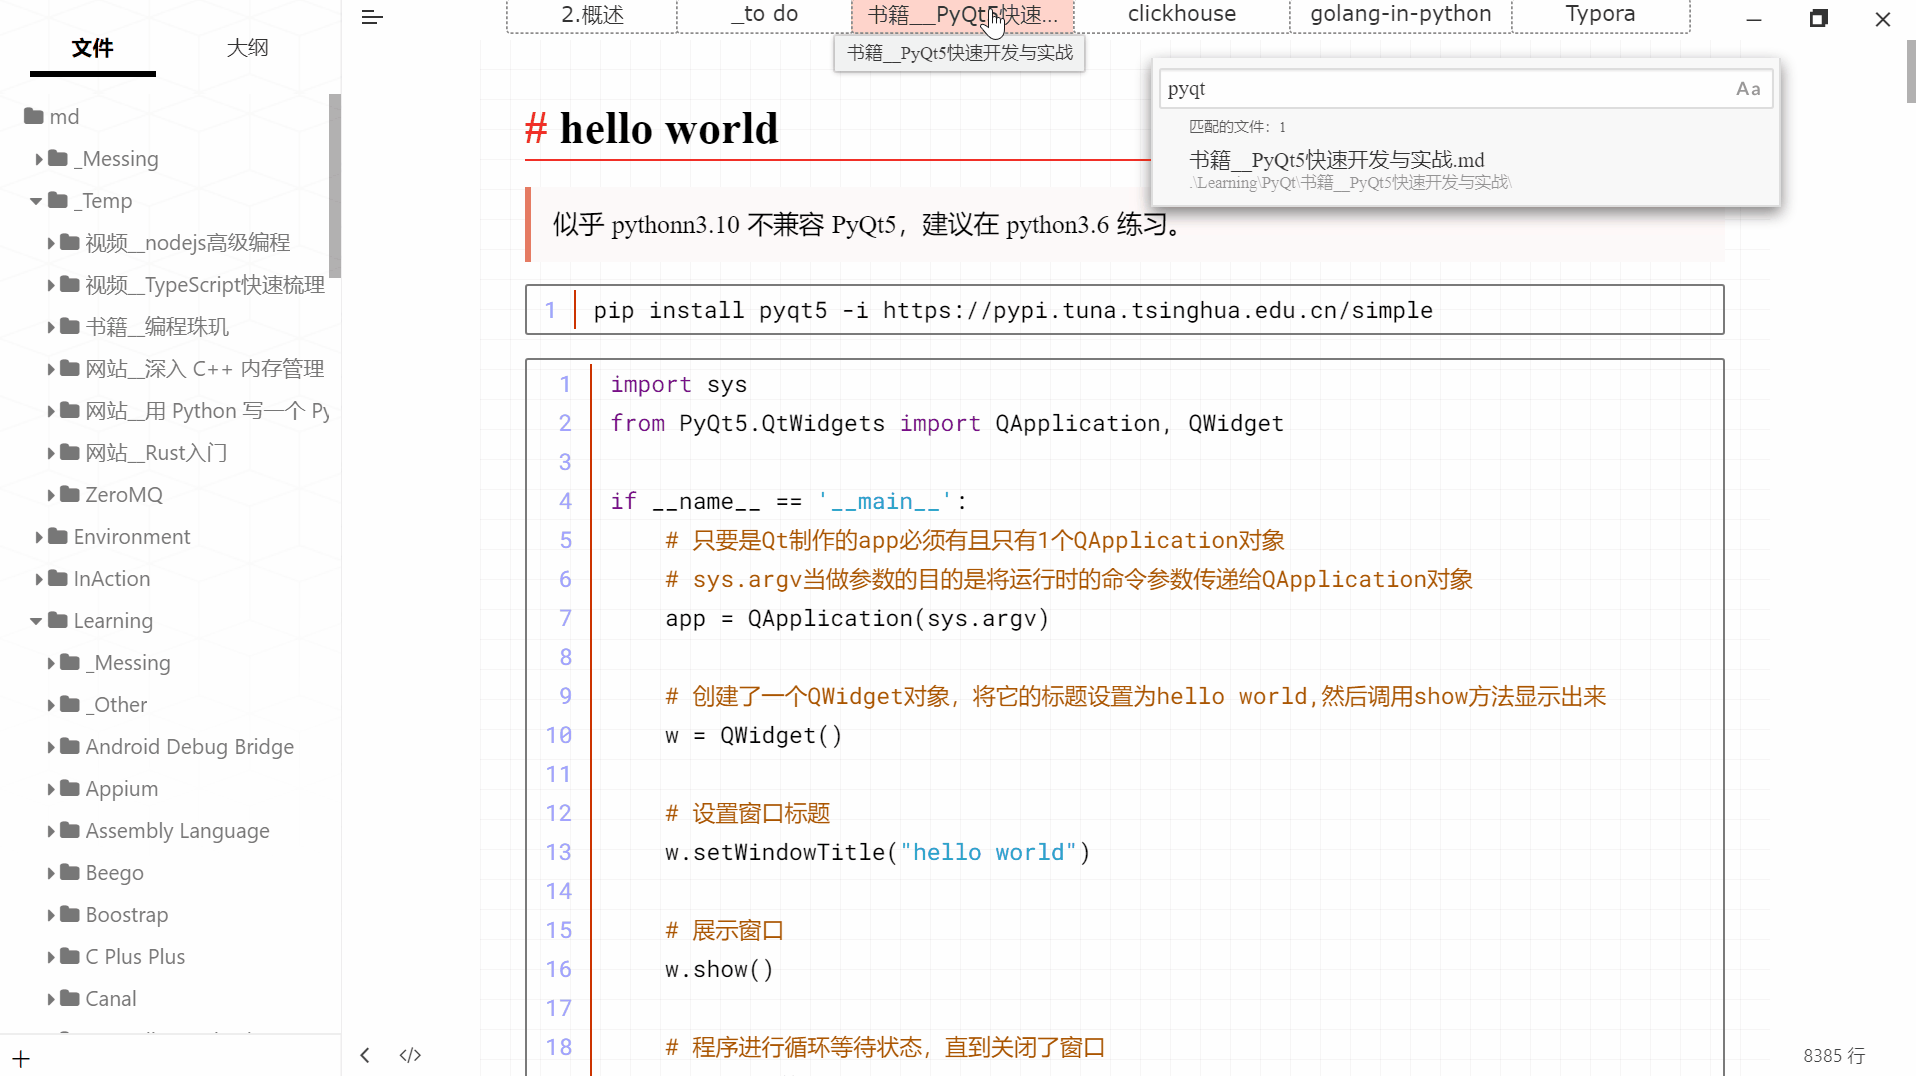 文件
大纲
md
_Messing
_Temp
视频__nodejs高级编程
视频__TypeScript快速梳理
书籍__编程珠玑
网站__深入 C++ 内存管理
网站__用 Python 写一个 Py
网站__Rust入门
ZeroMQ
Environment
InAction
Learning
_Messing
_Other
Android Debug Bridge
Appium
Assembly Language
Beego
Boostrap
C Plus Plus
Canal
2.概述
_to do
书籍__PyQt5快速...
clickhouse
golang-in-python
Typora
书籍__PyQt5快速开发与实战
pyqt
Aa
匹配的文件：1
书籍__PyQt5快速开发与实战.md
.\Learning\PyQt\书籍__PyQt5快速开发与实战\
# hello world
似乎 pythonn3.10 不兼容 PyQt5，建议在 python3.6 练习。
1 pip install pyqt5 -i https://pypi.tuna.tsinghua.edu.cn/simple
1 import sys
2 from PyQt5.QtWidgets import QApplication, QWidget
3
4 if __name__ == '__main__':
5 # 只要是Qt制作的app必须有且只有1个QApplication对象
6 # sys.argv当做参数的目的是将运行时的命令参数传递给QApplication对象
7 app = QApplication(sys.argv)
8
9 # 创建了一个QWidget对象，将它的标题设置为hello world,然后调用show方法显示出来
10 w = QWidget()
11
12 # 设置窗口标题
13 w.setWindowTitle("hello world")
14
15 # 展示窗口
16 w.show()
17
18 # 程序进行循环等待状态，直到关闭了窗口
8385 行